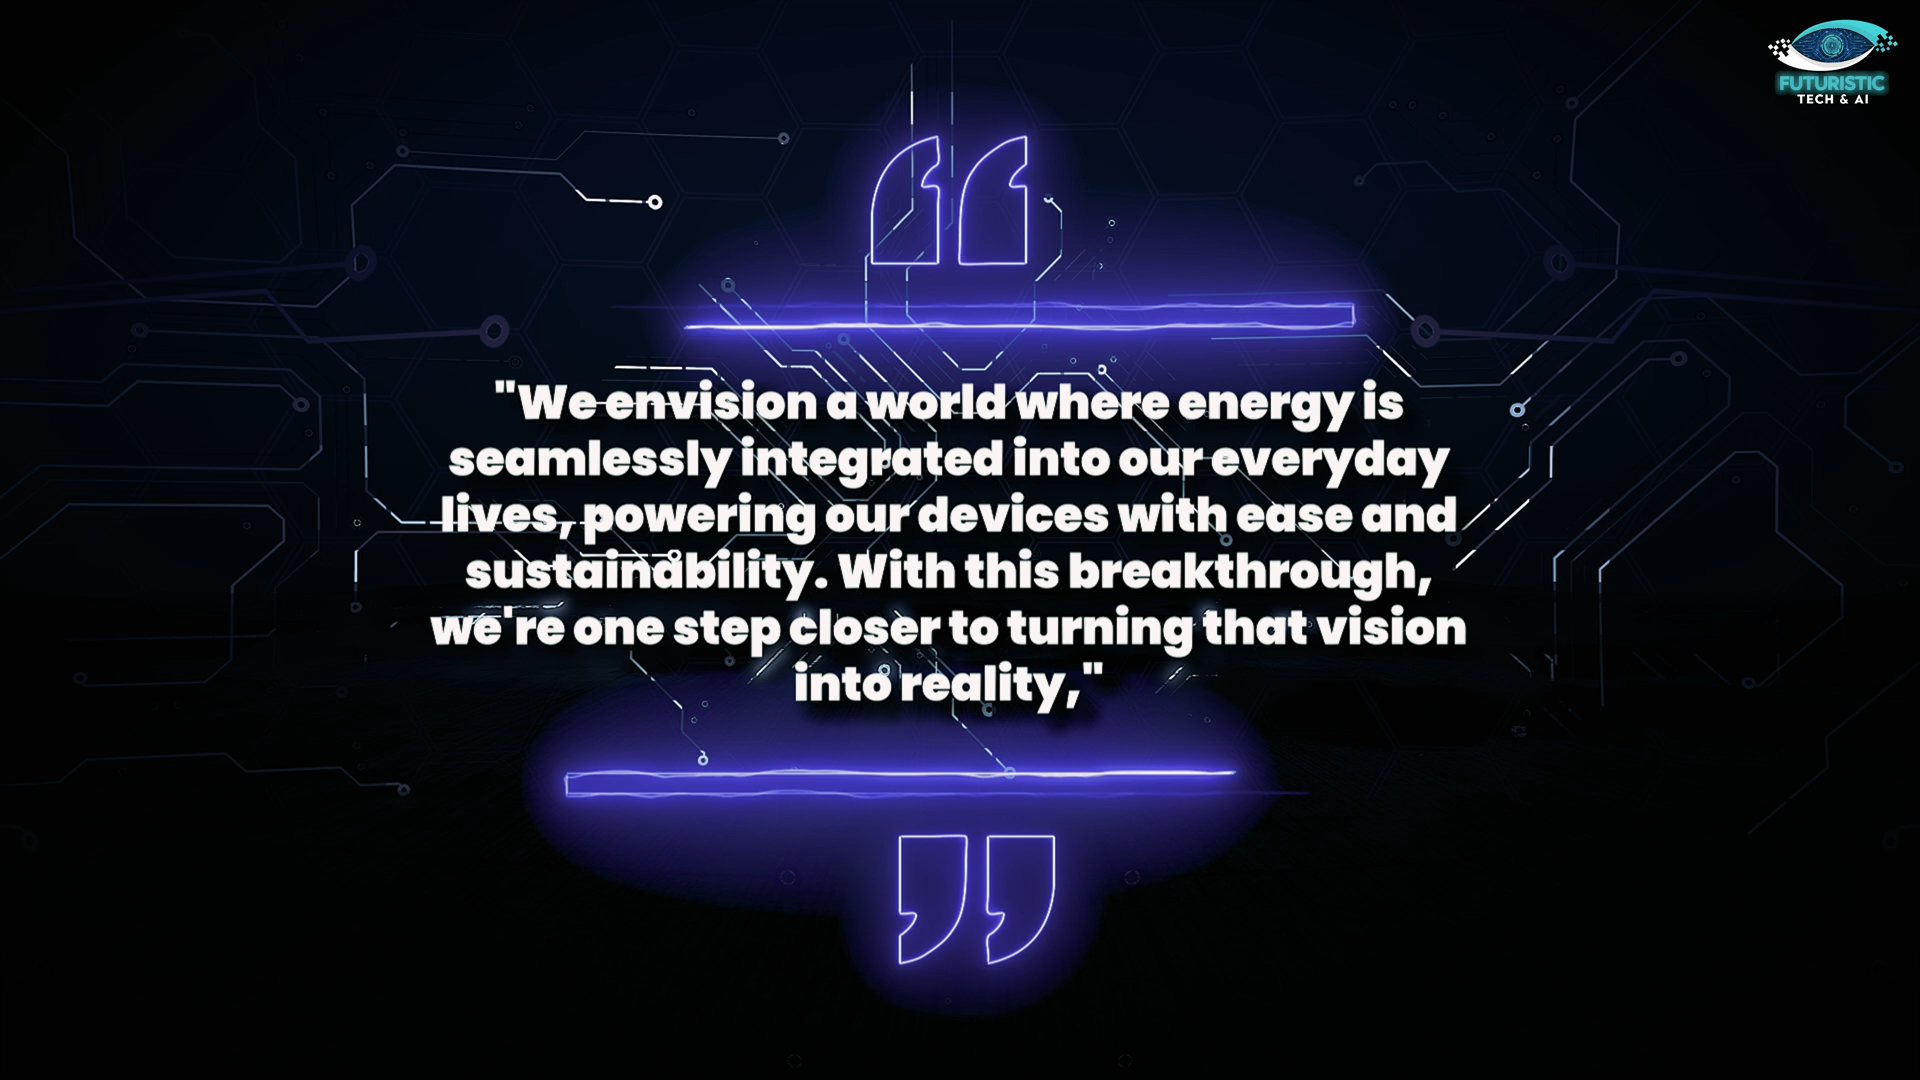 FUTURISTIC
TECH & AI
"We envision a world where energy is
seamlessly integrated into our everyday
lives, powering our devices with ease and
sustainability. With this breakthrough,
we're one step closer to turning that vision
into reality,"